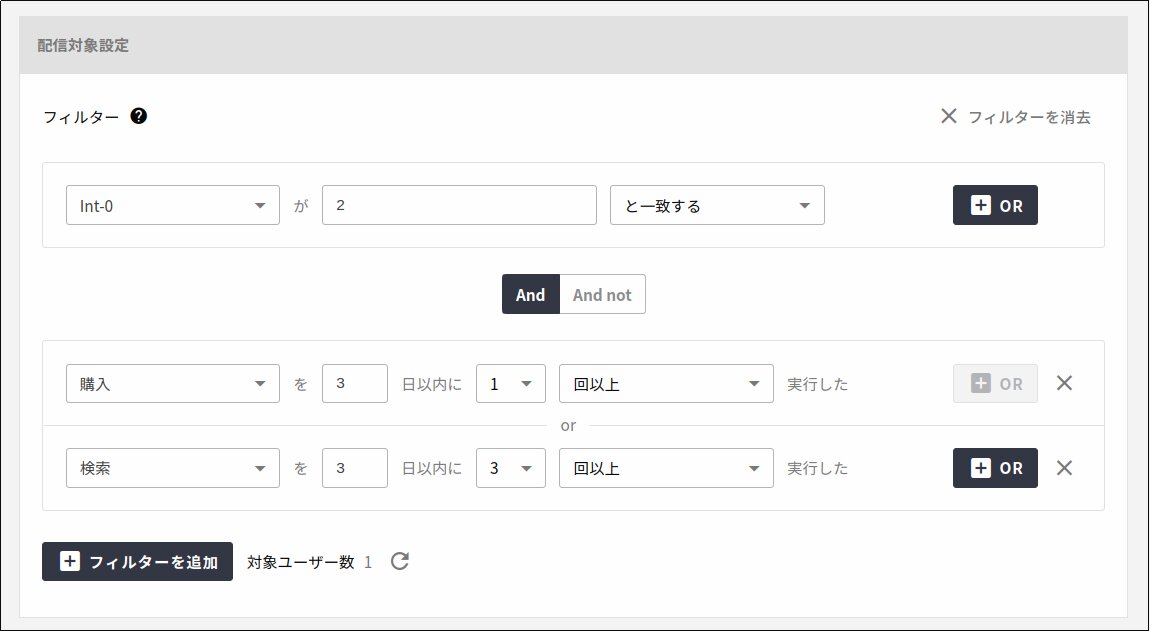 配信対象設定
フィルター ? フィルターを消去
Int-0 が 2 と一致する + OR
And And not
購入 を 3 日以内に 1 回以上 実行した + OR
or
検索 を 3 日以内に 3 回以上 実行した + OR
+ フィルターを追加 対象ユーザー数 1